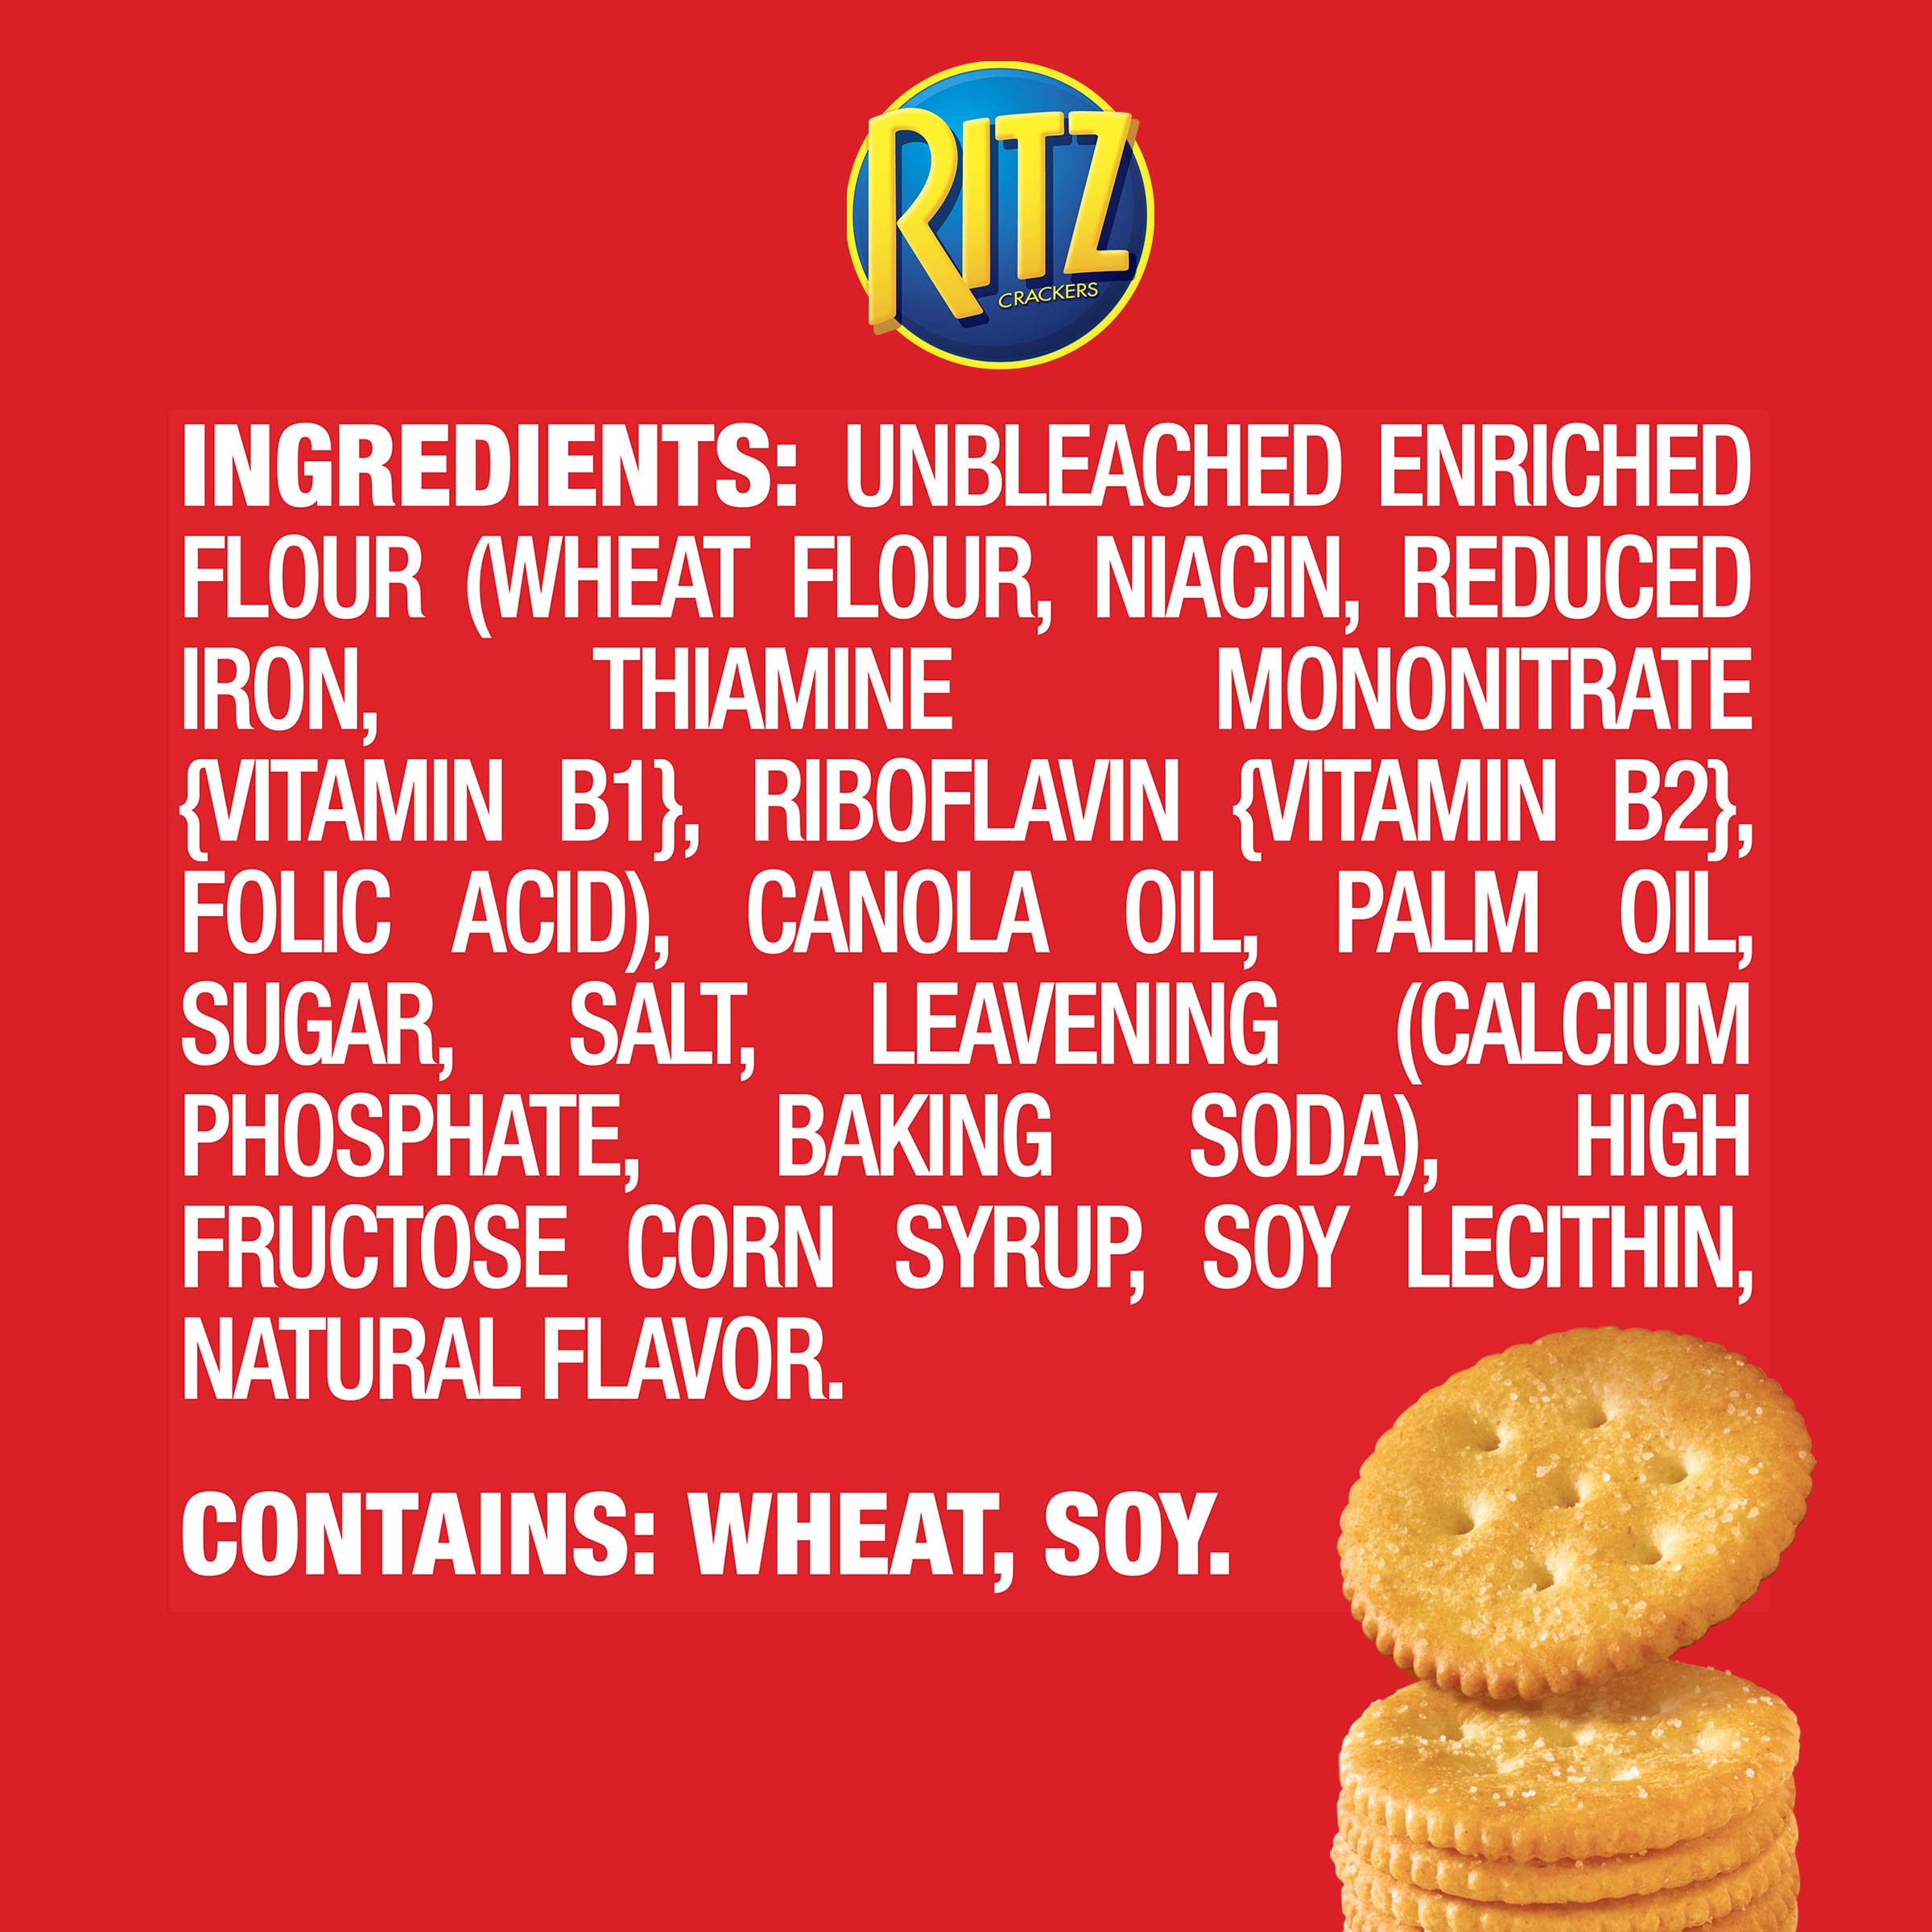 RITZ
CRACKERS
INGREDIENTS: UNBLEACHED ENRICHED
FLOUR (WHEAT FLOUR, NIACIN, REDUCED
IRON, THIAMINE MONONITRATE
{VITAMIN B1}, RIBOFLAVIN {VITAMIN B2},
FOLIC ACID), CANOLA OIL, PALM OIL,
SUGAR, SALT, LEAVENING (CALCIUM
PHOSPHATE, BAKING SODA), HIGH
FRUCTOSE CORN SYRUP, SOY LECITHIN,
NATURAL FLAVOR.
CONTAINS: WHEAT, SOY.